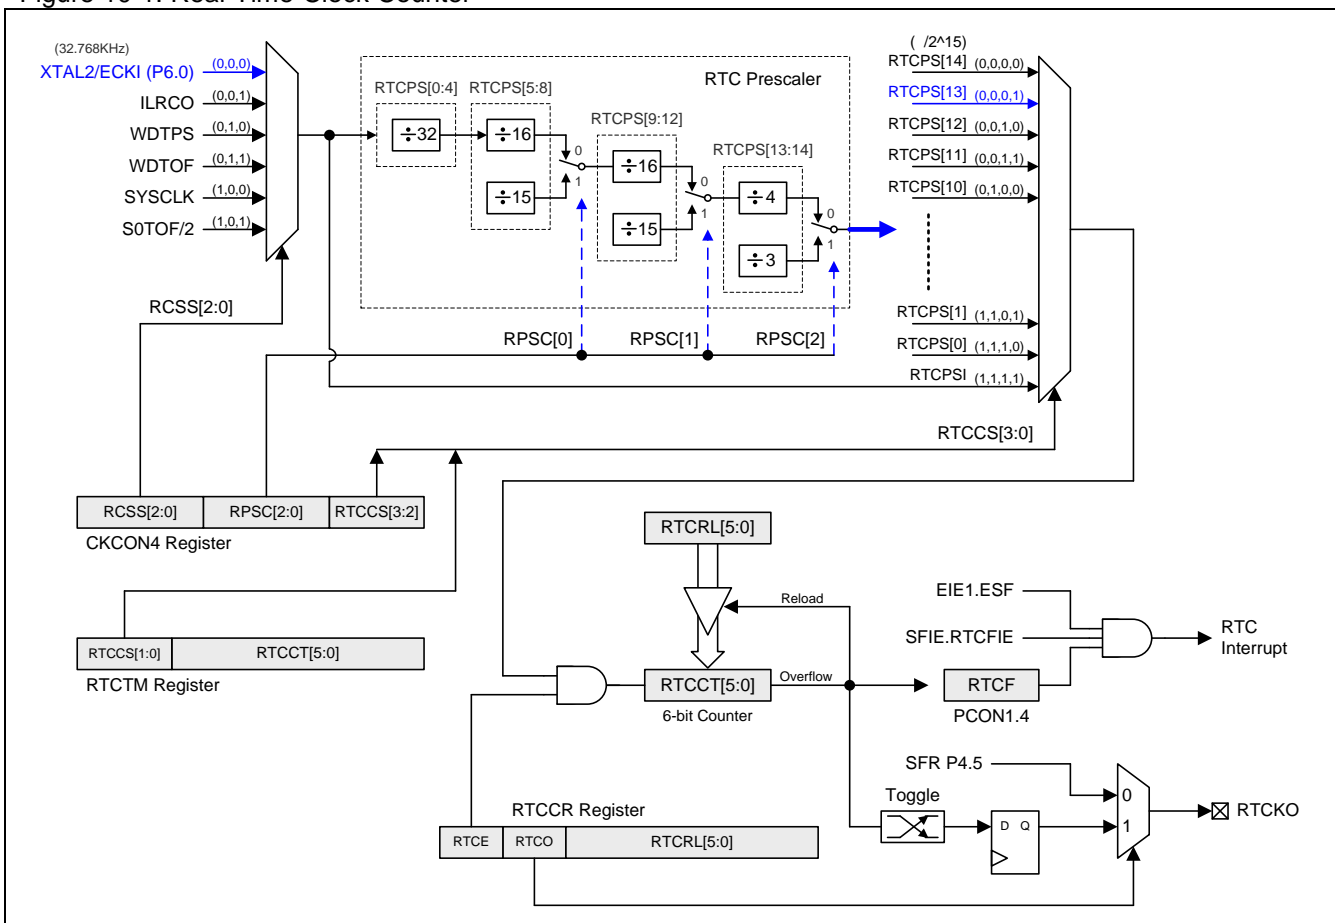 Figure 16-1. Real-Time-Clock Counter
(32.768KHz)
XTAL2/ECKI (P6.0) (0,0,0)
ILRCO (0,0,1)
WDTPS (0,1,0)
WDTOF (0,1,1)
SYSCLK (1,0,0)
S0TOF/2 (1,0,1)
RCSS[2:0]
RTC Prescaler
RTCPS[0:4]
÷32
RTCPS[5:8]
÷16
÷15
0
1
RTCPS[9:12]
÷16
÷15
0
1
RTCPS[13:14]
÷4
÷3
0
1
RPSC[0]
RPSC[1]
RPSC[2]
( /2^15)
RTCPS[14] (0,0,0,0)
RTCPS[13] (0,0,0,1)
RTCPS[12] (0,0,1,0)
RTCPS[11] (0,0,1,1)
RTCPS[10] (0,1,0,0)
RTCPS[1] (1,1,0,1)
RTCPS[0] (1,1,1,0)
RTCPSI (1,1,1,1)
RTCCS[3:0]
RCSS[2:0] RPSC[2:0] RTCCS[3:2]
CKCON4 Register
RTCCS[1:0] RTCCT[5:0]
RTCTM Register
RTCRL[5:0]
Reload
RTCCT[5:0]
Overflow
6-bit Counter
EIE1.ESF
SFIE.RTCFIE
RTCF
PCON1.4
RTC
Interrupt
SFR P4.5
Toggle
D Q
0
1
RTCKO
RTCCR Register
RTCE RTCO RTCRL[5:0]